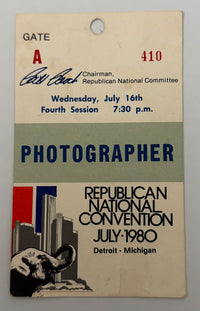 GATE
A 410
Chairman,
Republican National Committee
Wednesday, July 16th
Fourth Session 7:30 p.m.
PHOTOGRAPHER
REPUBLICAN
NATIONAL
CONVENTION
JULY·1980
Detroit · Michigan